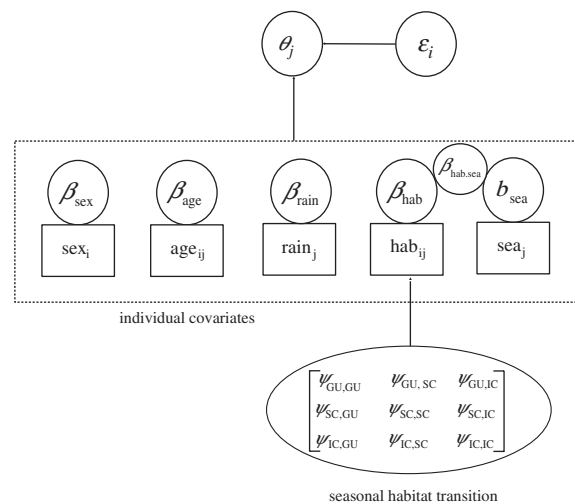 θj εi
βsex βage βrain βhab βhab.sea bsea
sexi ageij rainj habij seaj
individual covariates
ψGU,GU ψGU, SC ψGU,IC
ψSC,GU ψSC,SC ψSC,IC
ψIC,GU ψIC,SC ψIC,IC
seasonal habitat transition